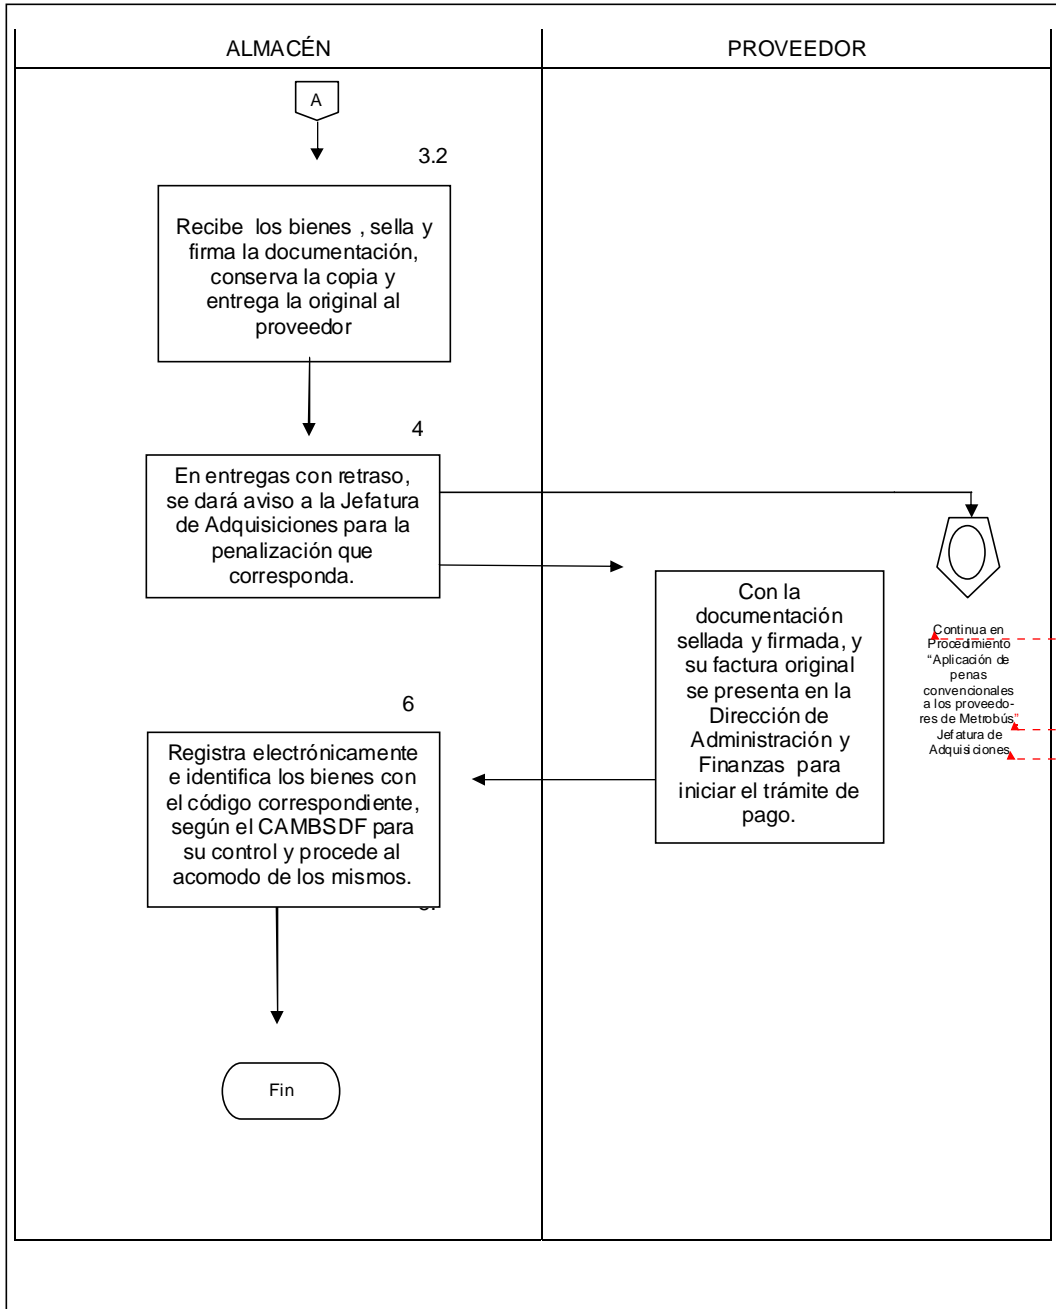 ALMACÉN
PROVEEDOR
A
3.2
Recibe los bienes , sella y
firma la documentación,
conserva la copia y
entrega la original al
proveedor
4
En entregas con retraso,
se dará aviso a la Jefatura
de Adquisiciones para la
penalización que
corresponda.
Con la
documentación
sellada y firmada, y
su factura original
se presenta en la
Dirección de
Administración y
Finanzas para
iniciar el trámite de
pago.
Continua en
Procedimiento
“Aplicación de
penas
convencionales
a los proveedo-
res de Metrobús”
Jefatura de
Adquisiciones
6
Registra electrónicamente
e identifica los bienes con
el código correspondiente,
según el CAMBSDF para
su control y procede al
acomodo de los mismos.
Fin